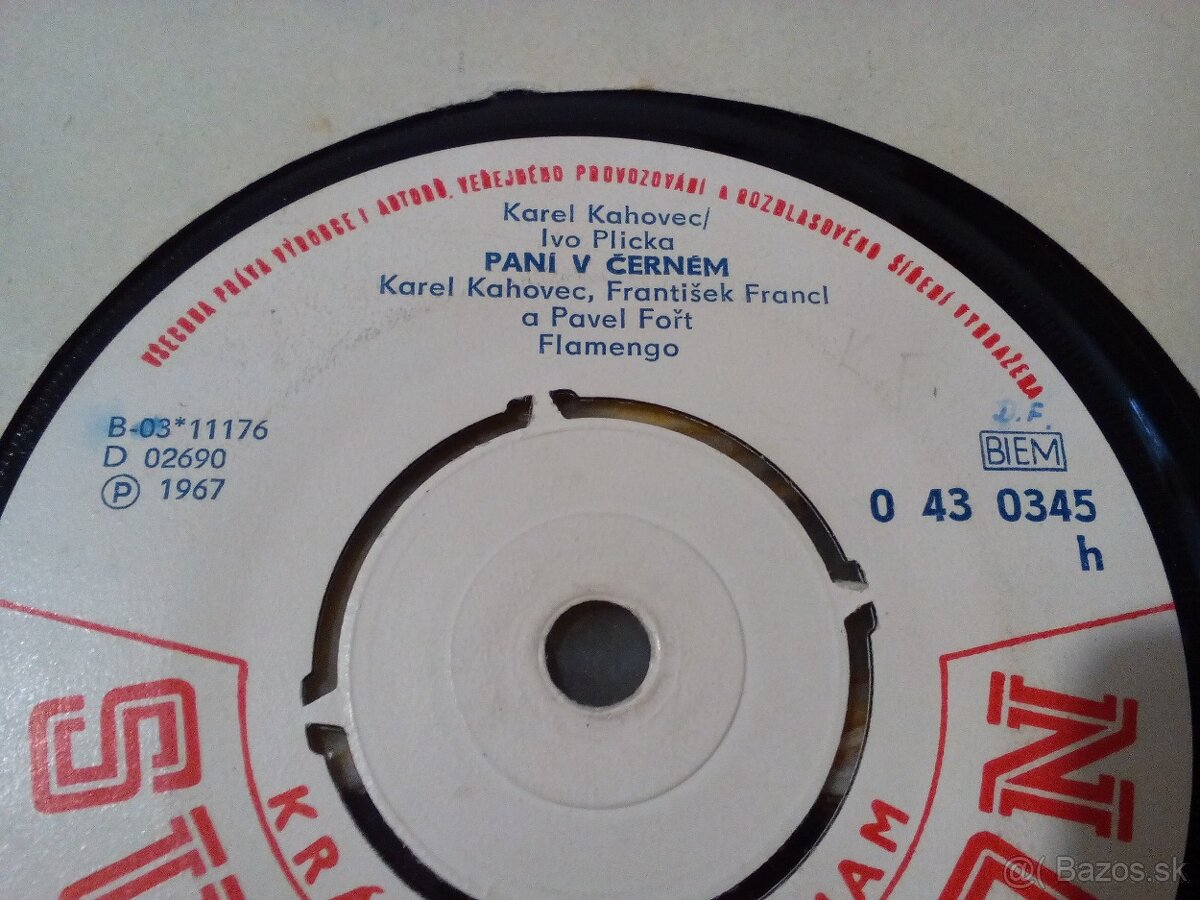 VŠECHNA PRÁVA VÝROBCE I AUTORŮ, VEŘEJNÉHO PROVOZOVÁNÍ A ROZHLASOVÉHO ŠÍŘENÍ VYHRAŽENA
Karel Kahovec/
Ivo Plicka
PANÍ V ČERNÉM
Karel Kahovec, František Francl
a Pavel Fořt
Flamengo
B-03*11176
D 02690
Ⓟ 1967
D.F.
BIEM
0 43 0345
h
Bazos.sk